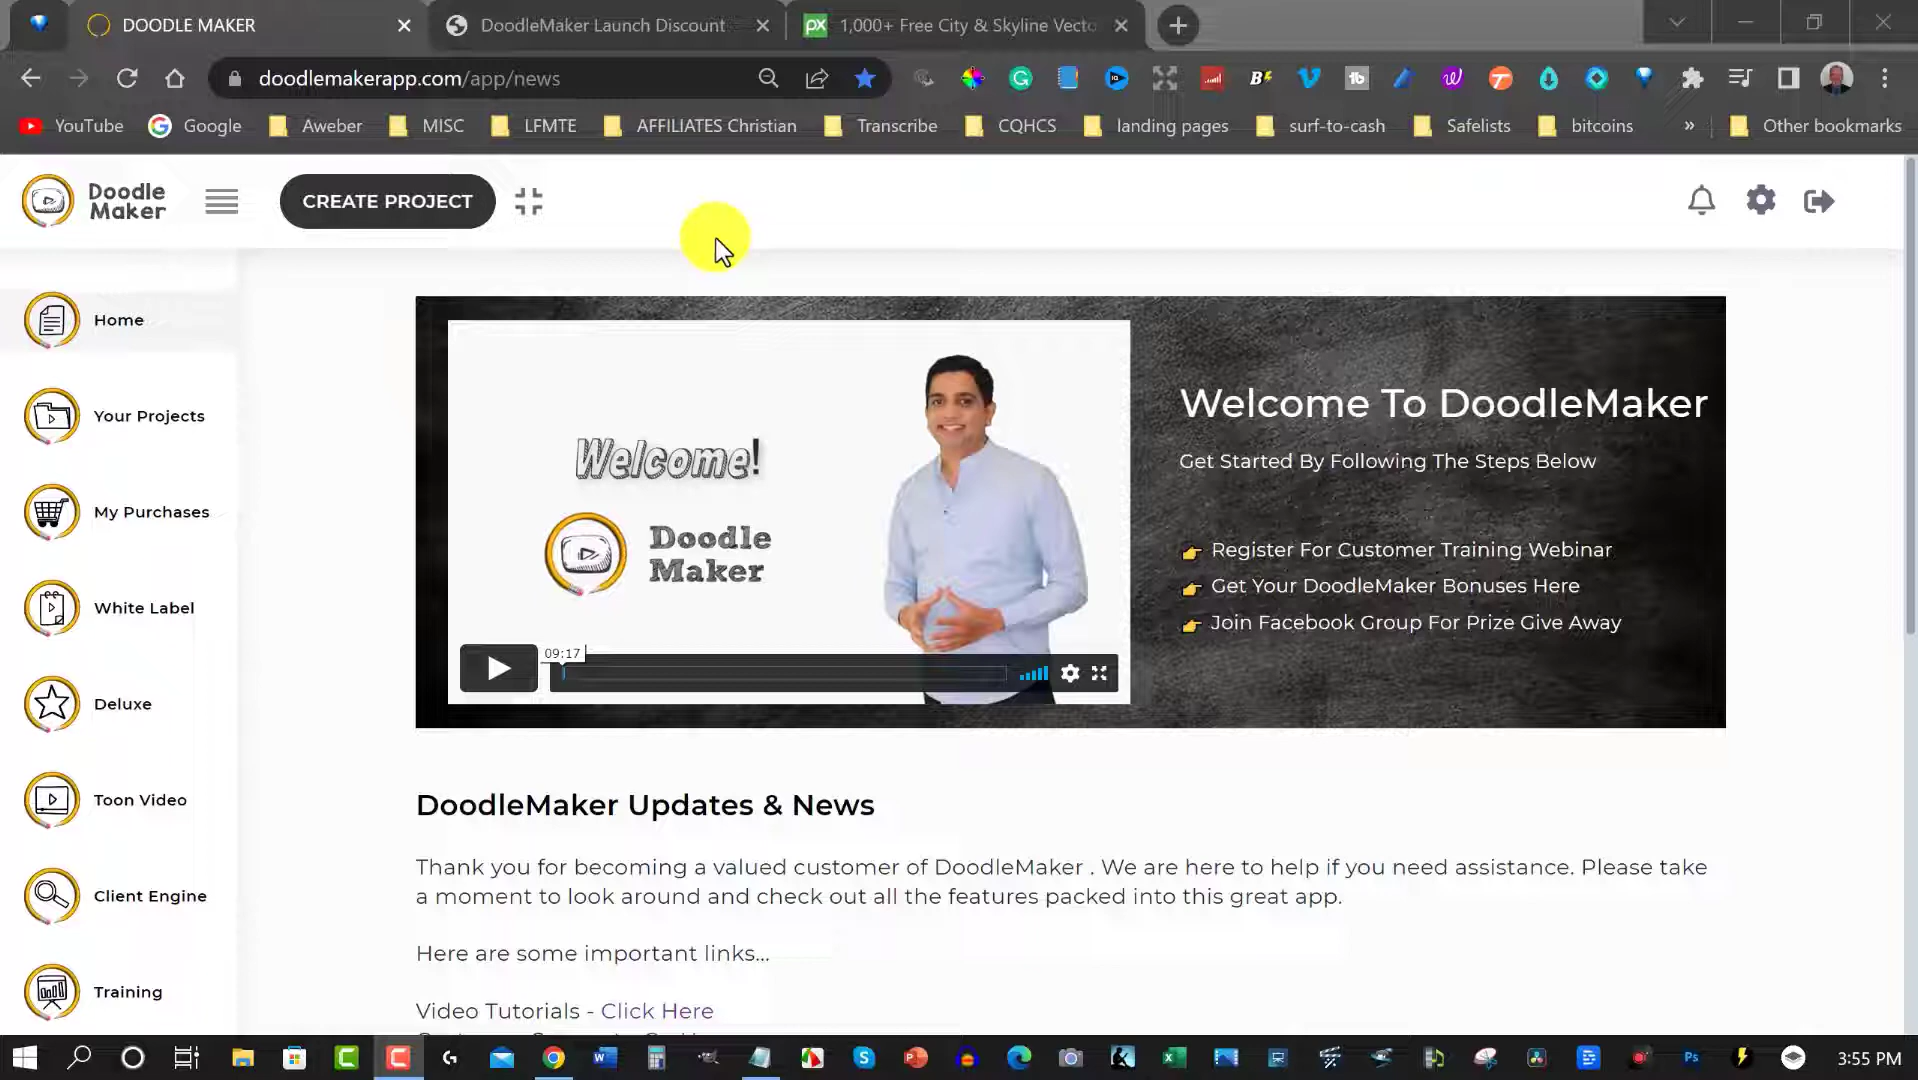 DOODLE MAKER
DoodleMaker Launch Discount
px 1,000+ Free City & Skyline Vecto
doodlemakerapp.com/app/news
YouTube Google Aweber MISC LFMTE AFFILIATES Christian Transcribe CQHCS landing pages surf-to-cash Safelists bitcoins » Other bookmarks
Doodle
Maker
CREATE PROJECT
Home
Your Projects
My Purchases
White Label
Deluxe
Toon Video
Client Engine
Training
Welcome!
Doodle
Maker
09:17
Welcome To DoodleMaker
Get Started By Following The Steps Below
Register For Customer Training Webinar
Get Your DoodleMaker Bonuses Here
Join Facebook Group For Prize Give Away
DoodleMaker Updates & News
Thank you for becoming a valued customer of DoodleMaker . We are here to help if you need assistance. Please take
a moment to look around and check out all the features packed into this great app.
Here are some important links...
Video Tutorials - Click Here
3:55 PM